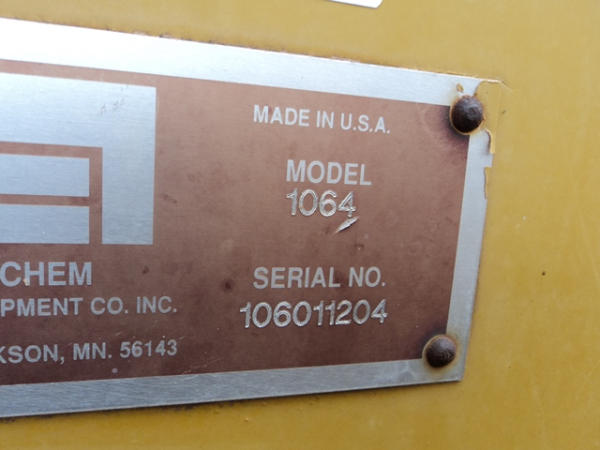 MADE IN U.S.A.
MODEL
1064
CHEM
SERIAL NO.
PMENT CO. INC.
106011204
KSON, MN. 56143